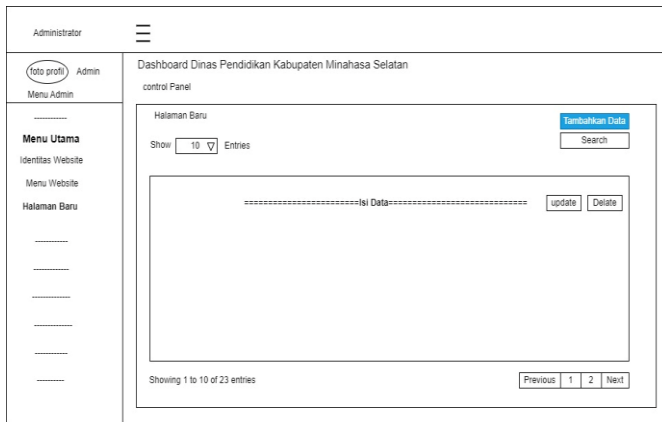 Administrator
Dashboard Dinas Pendidikan Kabupaten Minahasa Selatan
control Panel
foto profil Admin
Menu Admin
------------
Menu Utama
Identitas Website
Menu Website
Halaman Baru
------------
-------------
--------------
--------------
------------
----------
Halaman Baru
Tambahkan Data
Show 10 Entries
Search
========================Isi Data=============================
update Delate
Showing 1 to 10 of 23 entries
Previous 1 2 Next